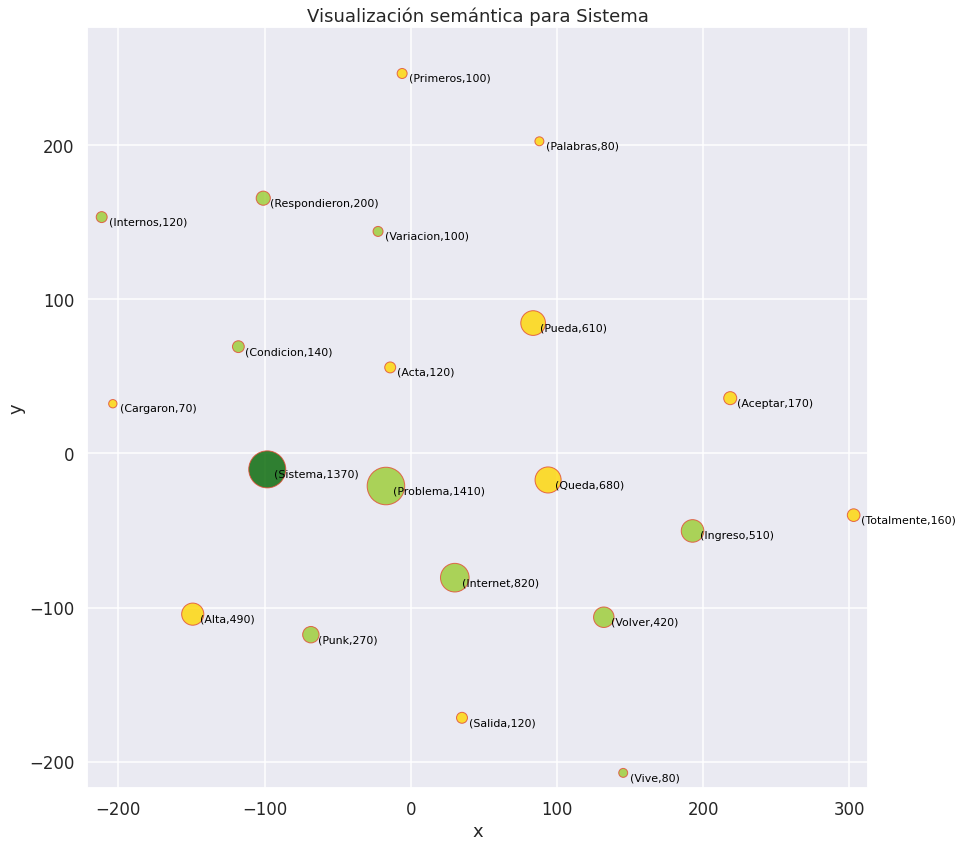 Visualización semántica para Sistema
(Primeros,100)
200
(Palabras,80)
(Respondieron,200)
(Internos,120)
(Variacion,100)
100
(Pueda,610)
(Condicion,140)
(Acta,120)
(Cargaron,70)
(Aceptar,170)
y
0
(Sistema,1370)
(Problema,1410)
(Queda,680)
(Totalmente,160)
(Ingreso,510)
(Internet,820)
−100
(Alta,490)
(Volver,420)
(Punk,270)
(Salida,120)
−200
(Vive,80)
−200 −100 0 100 200 300
x